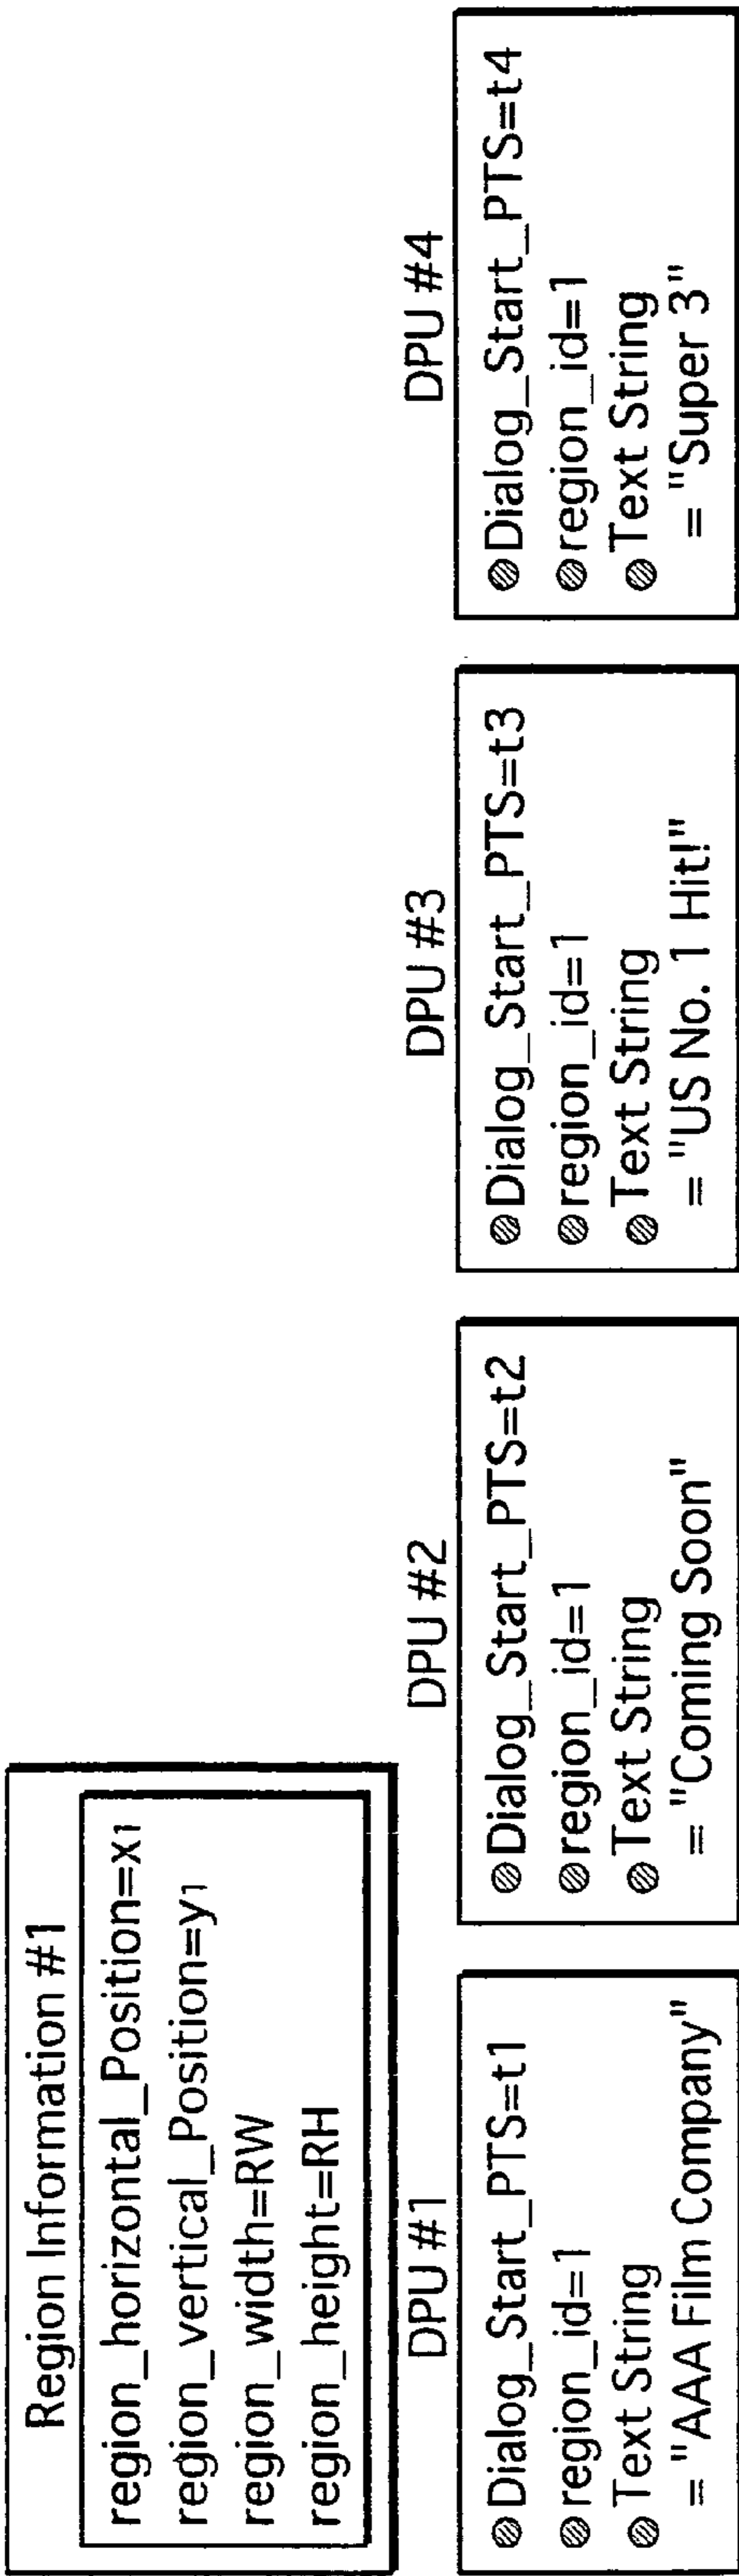 Region Information #1
region_horizontal_Position=x1
region_vertical_Position=y1
region_width=RW
region_height=RH
DPU #1
Dialog_Start_PTS=t1
region_id=1
Text String
= "AAA Film Company"
DPU #2
Dialog_Start_PTS=t2
region_id=1
Text String
= "Coming Soon"
DPU #3
Dialog_Start_PTS=t3
region_id=1
Text String
= "US No. 1 Hit!"
DPU #4
Dialog_Start_PTS=t4
region_id=1
Text String
= "Super 3"